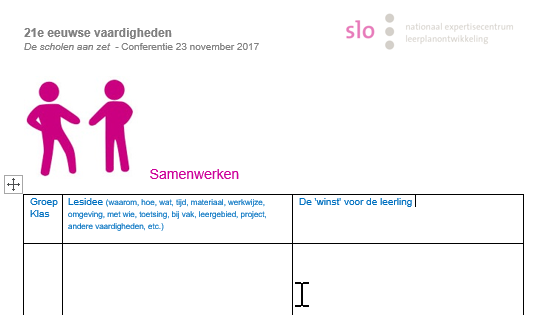 21e eeuwse vaardigheden
De scholen aan zet - Conferentie 23 november 2017
slo
nationaal expertisecentrum
leerplanontwikkeling
Samenwerken
Groep
Klas
Lesidee (waarom, hoe, wat, tijd, materiaal, werkwijze,
omgeving, met wie, toetsing, bij vak, leergebied, project,
andere vaardigheden, etc.)
De 'winst' voor de leerling